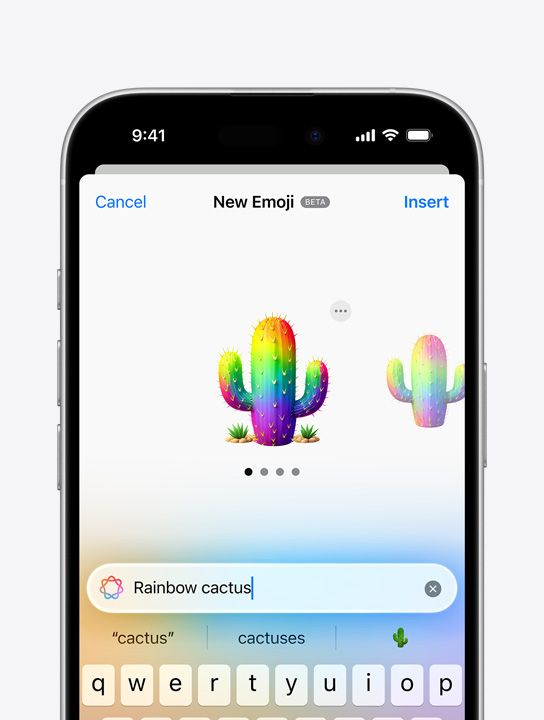 9:41
Cancel New Emoji BETA Insert
Rainbow cactus
“cactus” cactuses
q w e r t y u i o p